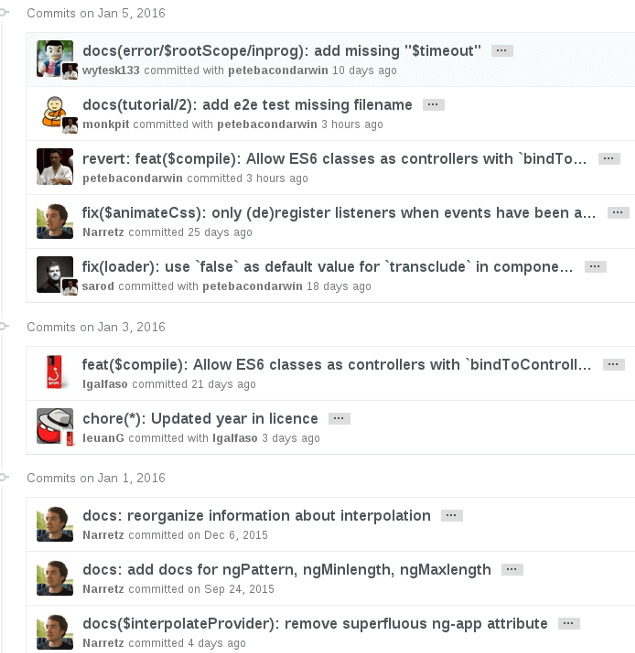 Commits on Jan 5, 2016
docs(error/$rootScope/inprog): add missing "$timeout" ...
wytesk133 committed with petebacondarwin 10 days ago
docs(tutorial/2): add e2e test missing filename ...
monkpit committed with petebacondarwin 3 hours ago
revert: feat($compile): Allow ES6 classes as controllers with `bindTo... ...
petebacondarwin committed 3 hours ago
fix($animateCss): only (de)register listeners when events have been a... ...
Narretz committed 25 days ago
fix(loader): use `false` as default value for `transclude` in compone... ...
sarod committed with petebacondarwin 18 days ago
Commits on Jan 3, 2016
feat($compile): Allow ES6 classes as controllers with `bindToControll... ...
lgalfaso committed 21 days ago
chore(*): Updated year in licence ...
IeuanG committed with lgalfaso 3 days ago
Commits on Jan 1, 2016
docs: reorganize information about interpolation ...
Narretz committed on Dec 6, 2015
docs: add docs for ngPattern, ngMinlength, ngMaxlength ...
Narretz committed on Sep 24, 2015
docs($interpolateProvider): remove superfluous ng-app attribute ...
Narretz committed 4 days ago